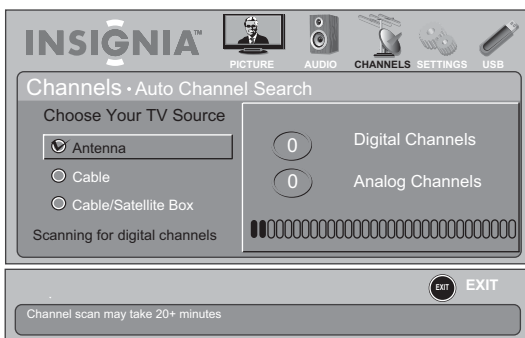 INSIGNIA™
PICTURE AUDIO CHANNELS SETTINGS USB
Channels • Auto Channel Search
Choose Your TV Source
Antenna
Cable
Cable/Satellite Box
Scanning for digital channels
0 Digital Channels
0 Analog Channels
EXIT EXIT
Channel scan may take 20+ minutes